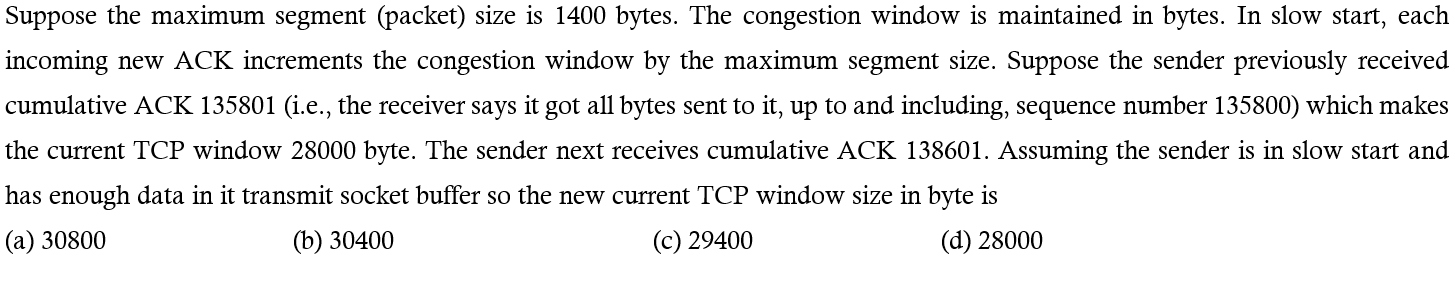 Suppose the maximum segment (packet) size is 1400 bytes. The congestion window is maintained in bytes. In slow start, each
incoming new ACK increments the congestion window by the maximum segment size. Suppose the sender previously received
cumulative ACK 135801 (i.e., the receiver says it got all bytes sent to it, up to and including, sequence number 135800) which makes
the current TCP window 28000 byte. The sender next receives cumulative ACK 138601. Assuming the sender is in slow start and
has enough data in it transmit socket buffer so the new current TCP window size in byte is
(a) 30800 (b) 30400 (c) 29400 (d) 28000